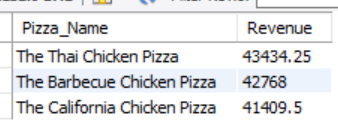 Pizza_Name Revenue
The Thai Chicken Pizza 43434.25
The Barbecue Chicken Pizza 42768
The California Chicken Pizza 41409.5